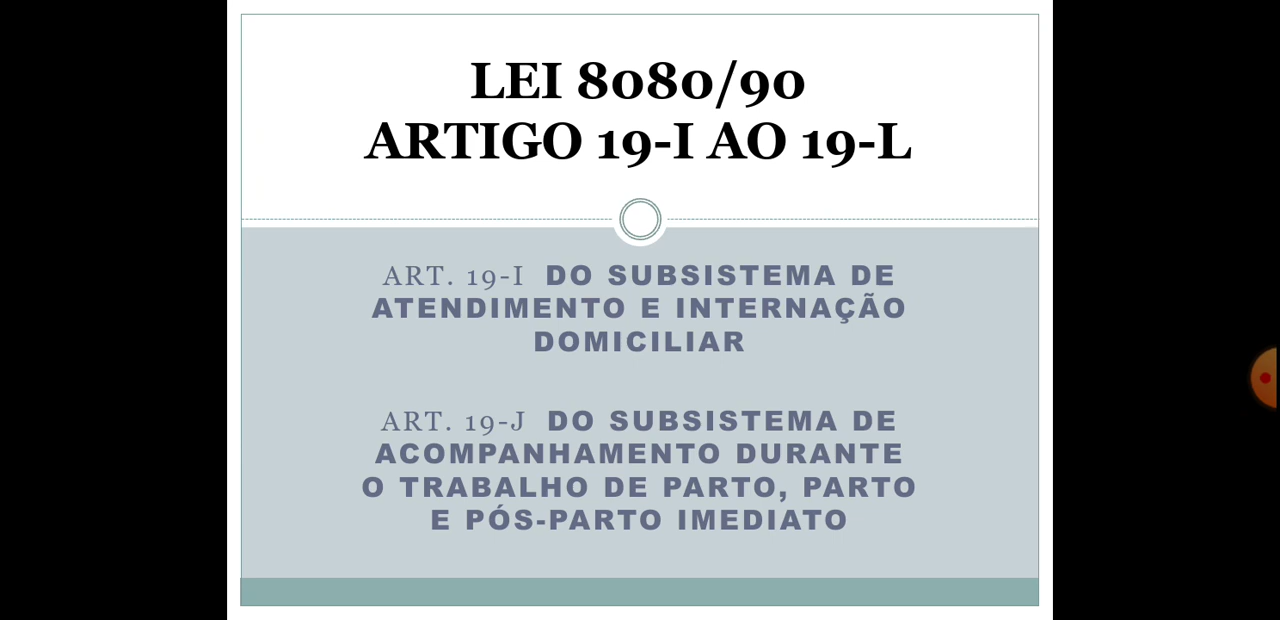 LEI 8080/90
ARTIGO 19-I AO 19-L
ART. 19-I DO SUBSISTEMA DE
ATENDIMENTO E INTERNAÇÃO
DOMICILIAR
ART. 19-J DO SUBSISTEMA DE
ACOMPANHAMENTO DURANTE
O TRABALHO DE PARTO, PARTO
E PÓS-PARTO IMEDIATO